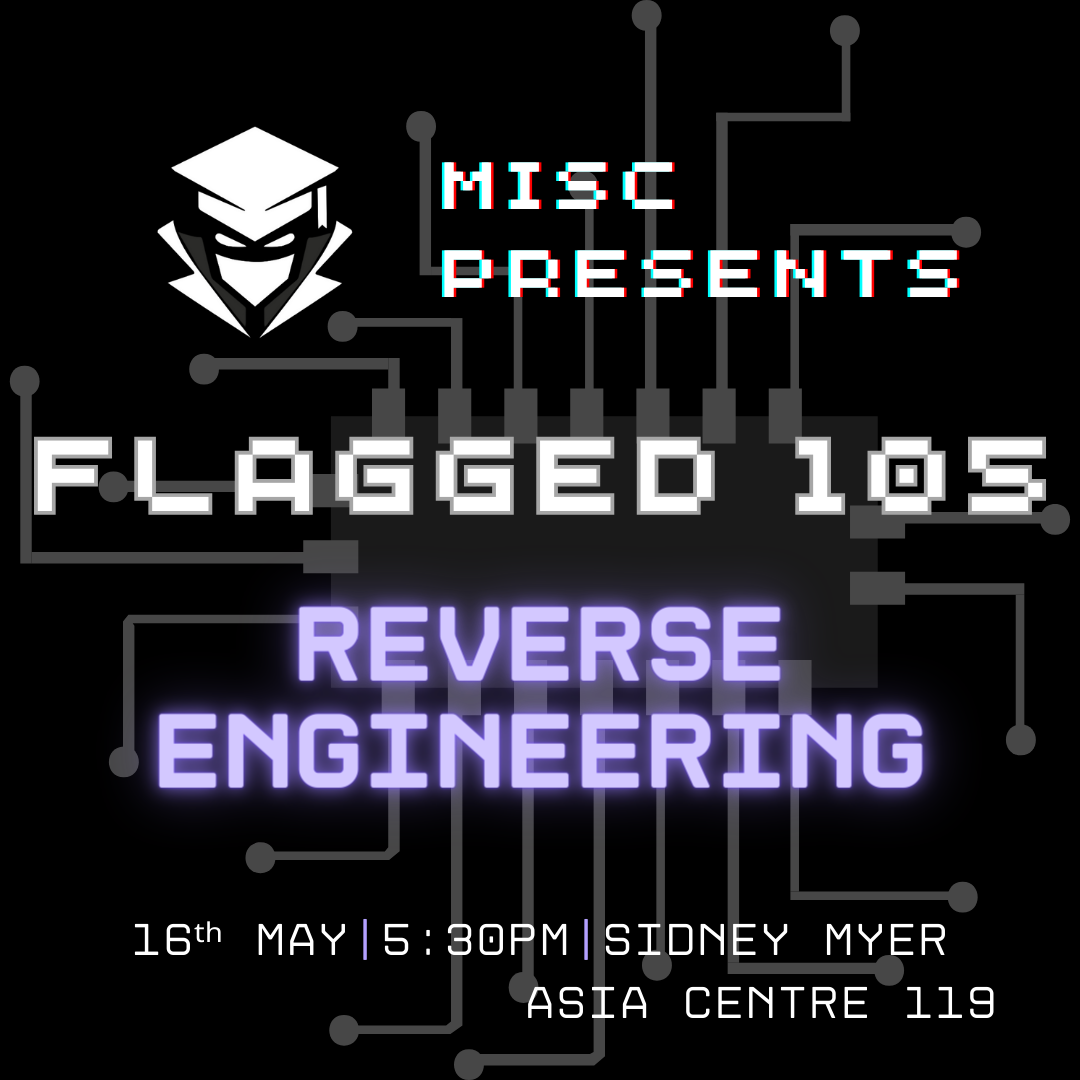 MISC
PRESENTS
FLAGGED 105
REVERSE
ENGINEERING
16th MAY|5:30PM|SIDNEY MYER
ASIA CENTRE 119